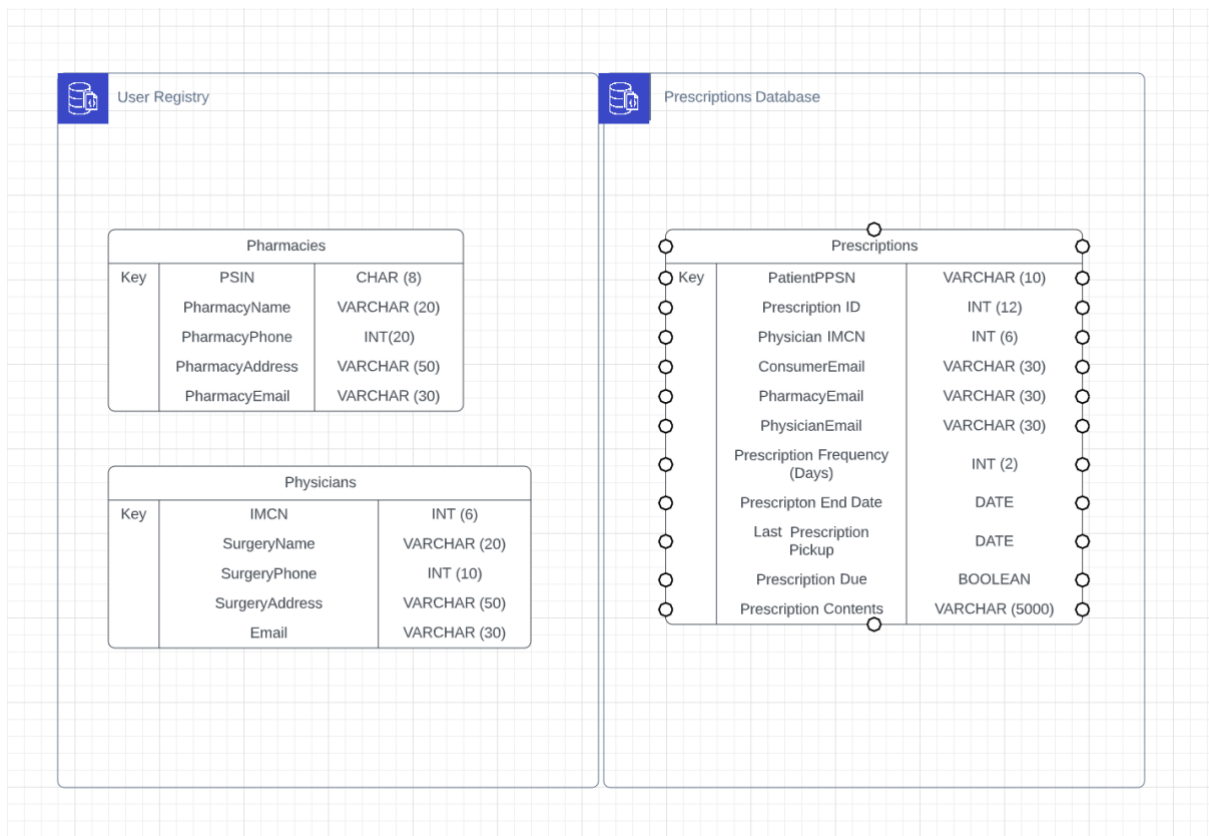 User Registry
Prescriptions Database
Pharmacies
Key PSIN CHAR (8)
PharmacyName VARCHAR (20)
PharmacyPhone INT(20)
PharmacyAddress VARCHAR (50)
PharmacyEmail VARCHAR (30)
Physicians
Key IMCN INT (6)
SurgeryName VARCHAR (20)
SurgeryPhone INT (10)
SurgeryAddress VARCHAR (50)
Email VARCHAR (30)
Prescriptions
Key PatientPPSN VARCHAR (10)
Prescription ID INT (12)
Physician IMCN INT (6)
ConsumerEmail VARCHAR (30)
PharmacyEmail VARCHAR (30)
PhysicianEmail VARCHAR (30)
Prescription Frequency
(Days) INT (2)
Prescripton End Date DATE
Last Prescription
Pickup DATE
Prescription Due BOOLEAN
Prescription Contents VARCHAR (5000)